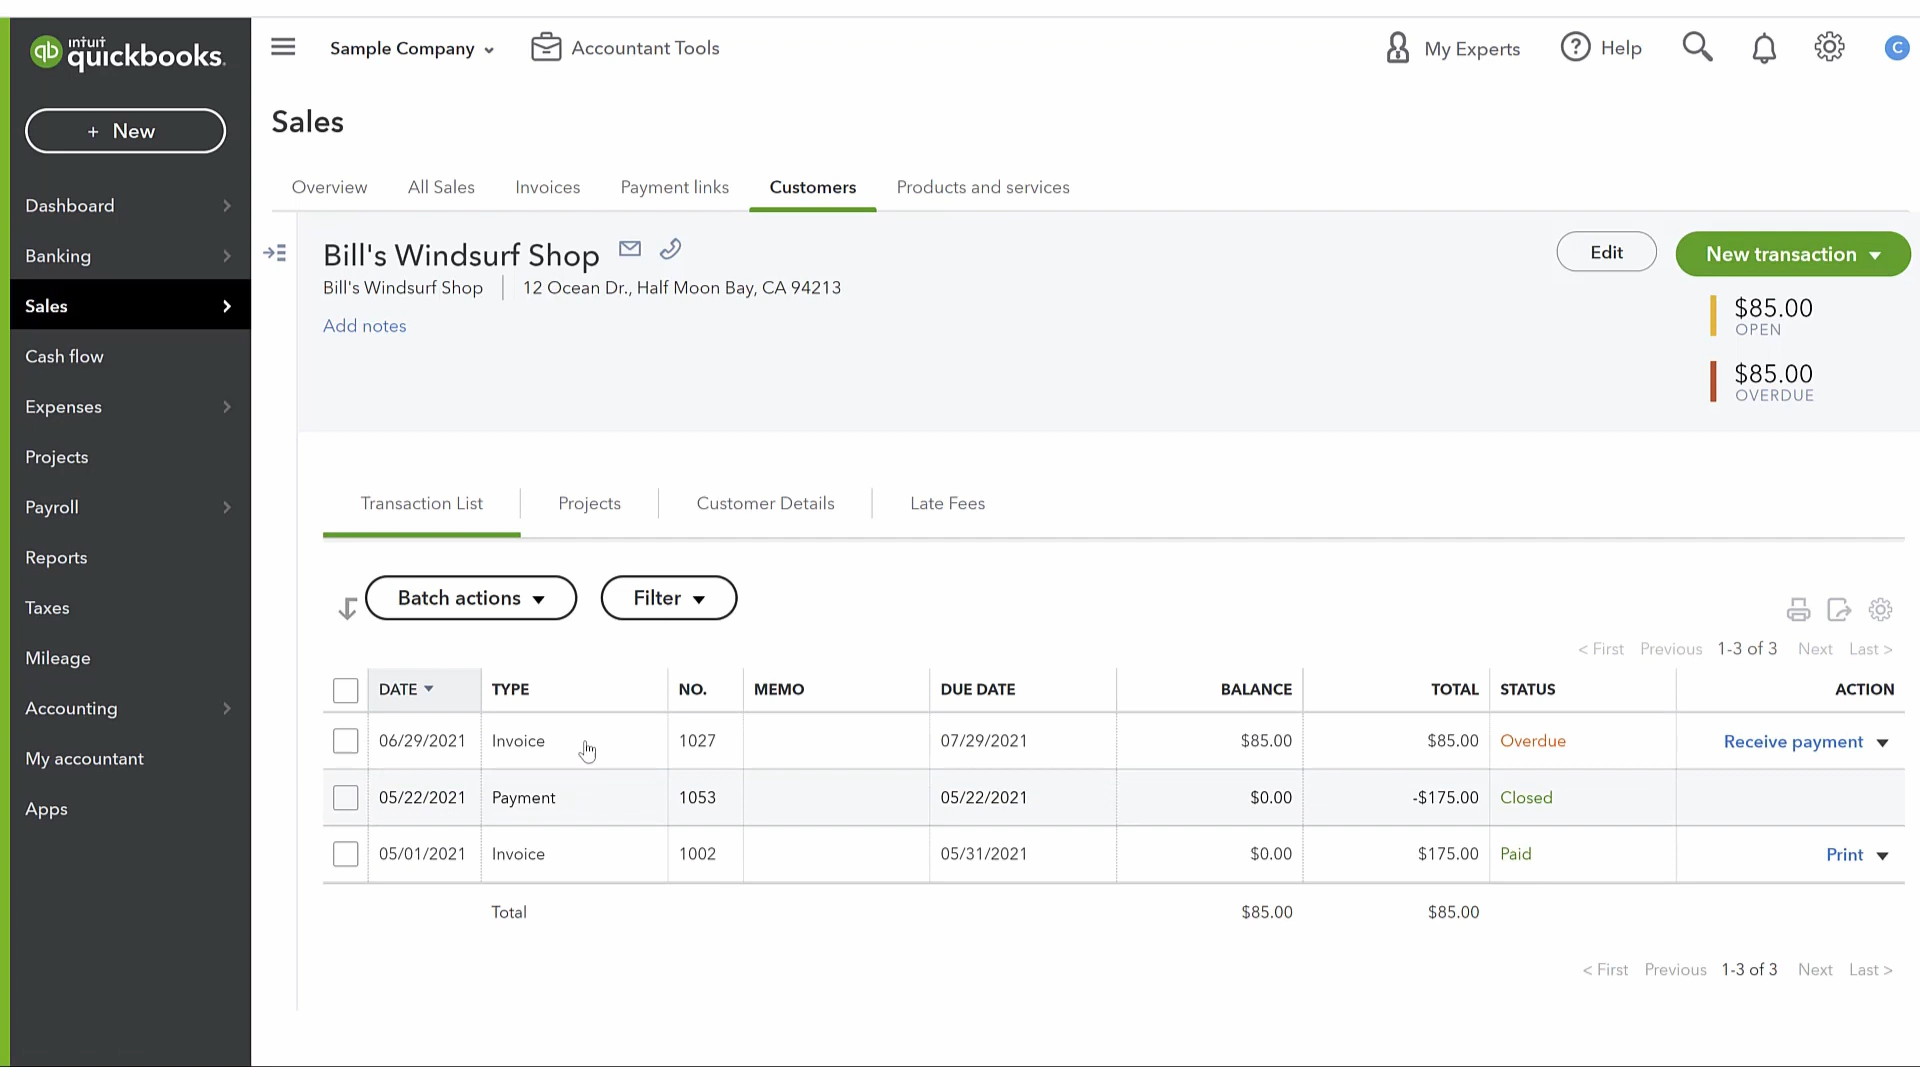 intuit
qb quickbooks.
Sample Company
Accountant Tools
My Experts
Help
C
+ New
Dashboard
Banking
Sales
Cash flow
Expenses
Projects
Payroll
Reports
Taxes
Mileage
Accounting
My accountant
Apps
Sales
Overview All Sales Invoices Payment links Customers Products and services
Bill's Windsurf Shop
Edit
New transaction
Bill's Windsurf Shop 12 Ocean Dr., Half Moon Bay, CA 94213
Add notes
$85.00
OPEN
$85.00
OVERDUE
Transaction List Projects Customer Details Late Fees
Batch actions Filter
< First Previous 1-3 of 3 Next Last >
DATE TYPE NO. MEMO DUE DATE BALANCE TOTAL STATUS ACTION
06/29/2021 Invoice 1027 07/29/2021 $85.00 $85.00 Overdue Receive payment
05/22/2021 Payment 1053 05/22/2021 $0.00 -$175.00 Closed
05/01/2021 Invoice 1002 05/31/2021 $0.00 $175.00 Paid Print
Total $85.00 $85.00
< First Previous 1-3 of 3 Next Last >